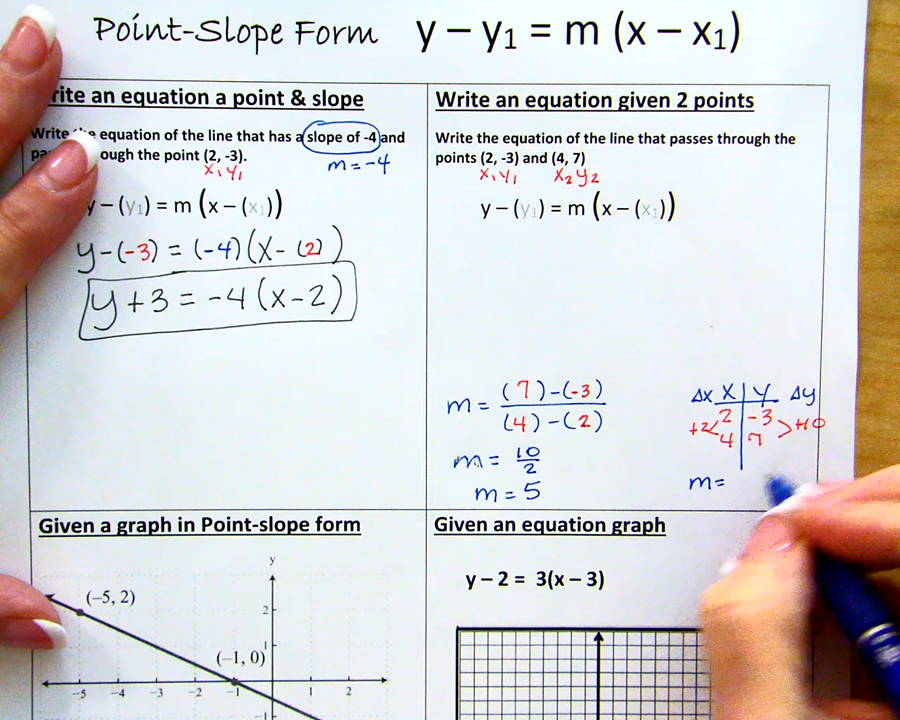 Point-Slope Form y − y₁ = m (x − x₁)
rite an equation a point & slope
Write equation of the line that has a slope of -4 and
pa ough the point (2, -3).
m = -4
x₁ y₁
y − (y₁) = m (x − (x₁))
y-(-3) = (-4)(x-(2))
y + 3 = -4 (x-2)
Write an equation given 2 points
Write the equation of the line that passes through the
points (2, -3) and (4, 7)
x₁ y₁ x₂ y₂
y − (y₁) = m (x − (x₁))
m = (7)-(-3)
(4)-(2)
m = 10/2
m = 5
Δx x y Δy
2 -3
+2 +10
4 7
m=
Given a graph in Point-slope form
y
(−5, 2)
2
1
(−1, 0)
−5 −4 −3 −2 −1 1 2
−1
Given an equation graph
y − 2 = 3(x − 3)